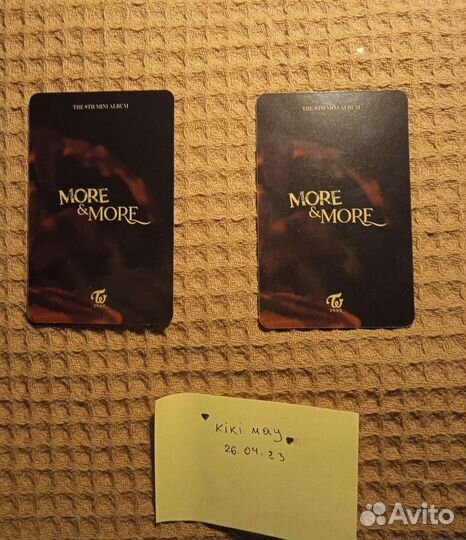 THE 9TH MINI ALBUM
MORE
& MORE
TWICE
THE 9TH MINI ALBUM
MORE
& MORE
TWICE
kiki may
26.04.23
Avito